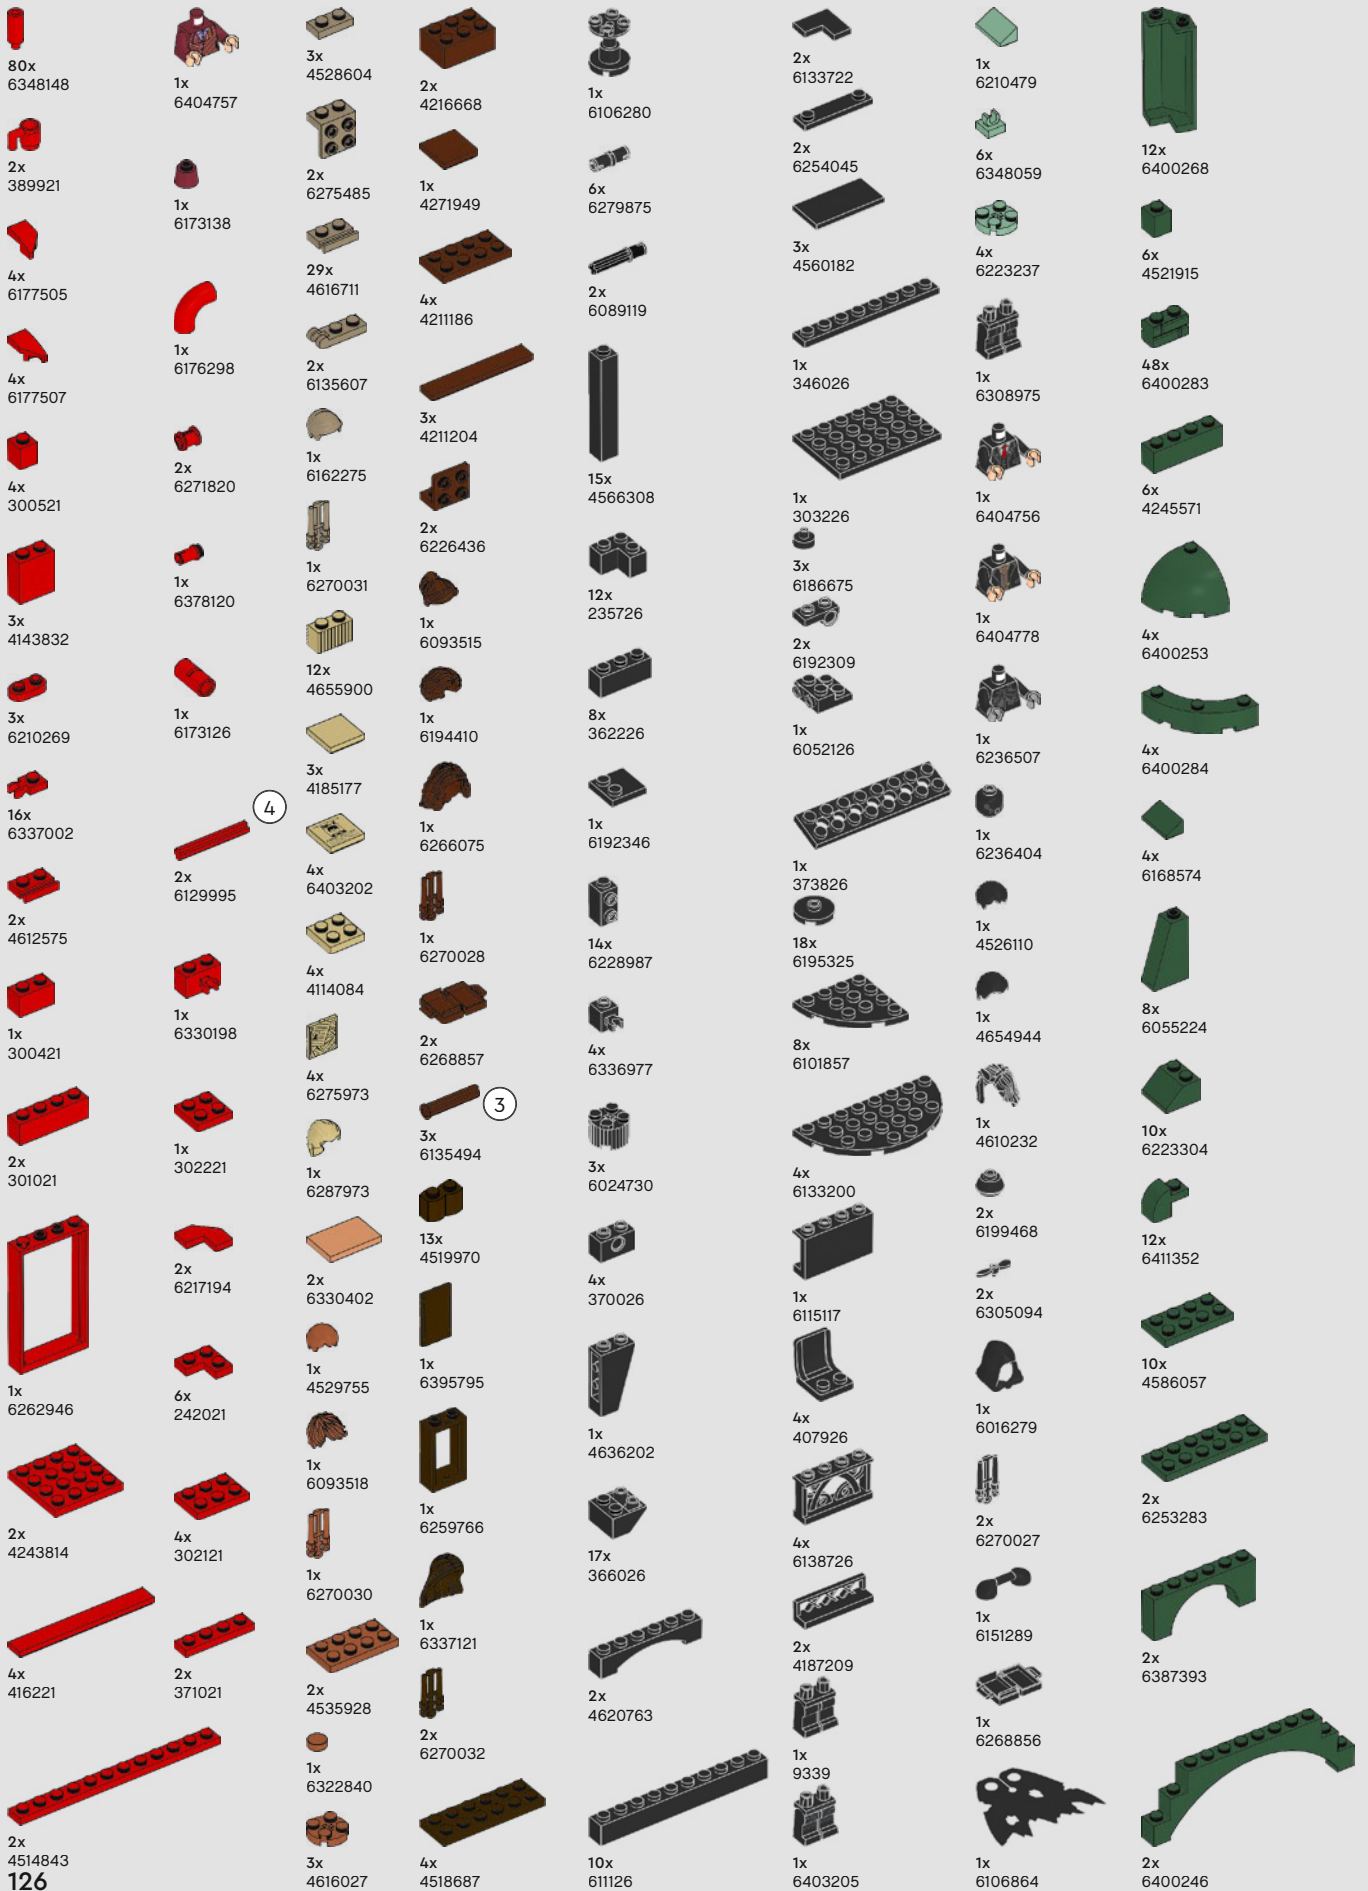 80x
6348148
2x
389921
4x
6177505
4x
6177507
4x
300521
3x
4143832
3x
6210269
16x
6337002
2x
4612575
1x
300421
2x
301021
1x
6262946
2x
4243814
4x
416221
2x
4514843
126
1x
6404757
1x
6173138
1x
6176298
2x
6271820
1x
6378120
1x
6173126
4
2x
6129995
1x
6330198
1x
302221
2x
6217194
6x
242021
4x
302121
2x
371021
3x
4528604
2x
6275485
29x
4616711
2x
6135607
1x
6162275
1x
6270031
12x
4655900
3x
4185177
4x
6403202
4x
4114084
4x
6275973
1x
6287973
2x
6330402
1x
4529755
1x
6093518
1x
6270030
2x
4535928
1x
6322840
3x
4616027
2x
4216668
1x
4271949
4x
4211186
3x
4211204
2x
6226436
1x
6093515
1x
6194410
1x
6266075
1x
6270028
2x
6268857
3
3x
6135494
13x
4519970
1x
6395795
1x
6259766
1x
6337121
2x
6270032
4x
4518687
1x
6106280
6x
6279875
2x
6089119
15x
4566308
12x
235726
8x
362226
1x
6192346
14x
6228987
4x
6336977
3x
6024730
4x
370026
1x
4636202
17x
366026
2x
4620763
10x
611126
2x
6133722
2x
6254045
3x
4560182
1x
346026
1x
303226
3x
6186675
2x
6192309
1x
6052126
1x
373826
18x
6195325
8x
6101857
4x
6133200
1x
6115117
4x
407926
4x
6138726
2x
4187209
1x
9339
1x
6403205
1x
6210479
6x
6348059
4x
6223237
1x
6308975
1x
6404756
1x
6404778
1x
6236507
1x
6236404
1x
4526110
1x
4654944
1x
4610232
2x
6199468
2x
6305094
1x
6016279
2x
6270027
1x
6151289
1x
6268856
1x
6106864
12x
6400268
6x
4521915
48x
6400283
6x
4245571
4x
6400253
4x
6400284
4x
6168574
8x
6055224
10x
6223304
12x
6411352
10x
4586057
2x
6253283
2x
6387393
2x
6400246